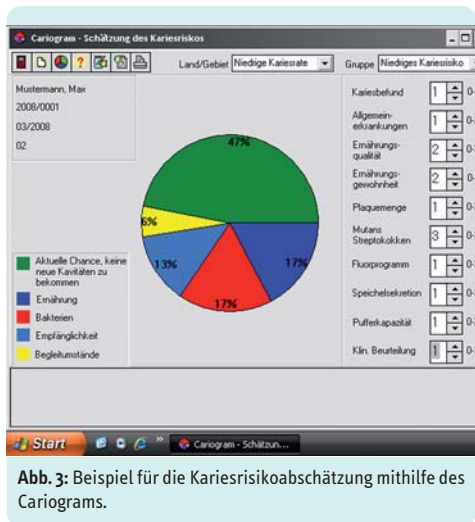 Cariogram - Schätzung des Kariesrisikos
Land/Gebiet Niedige Kariesrate
Gruppe Niedriges Kariesrisiko
Mustermann, Max
2008/0001
03/2008
02
47%
6%
13%
17%
17%
Aktuelle Chance, keine
neue Kavitäten zu
bekommen
Ernährung
Bakterien
Empfänglichkeit
Begleitumstände
Kariesbefund 1
Allgemein-
erkrankungen 1
Ernährungs-
qualität 2
Ernährungs-
gewohnheit 2
Plaquemenge 1
Mutans
Streptokokken 3
Fluorprogramm 1
Speichelsekretion 1
Pufferkapazität 1
Klin. Beurteilung 1
Start
Cariogram - Schätzun...
Abb. 3: Beispiel für die Kariesrisikoabschätzung mithilfe des
Cariograms.